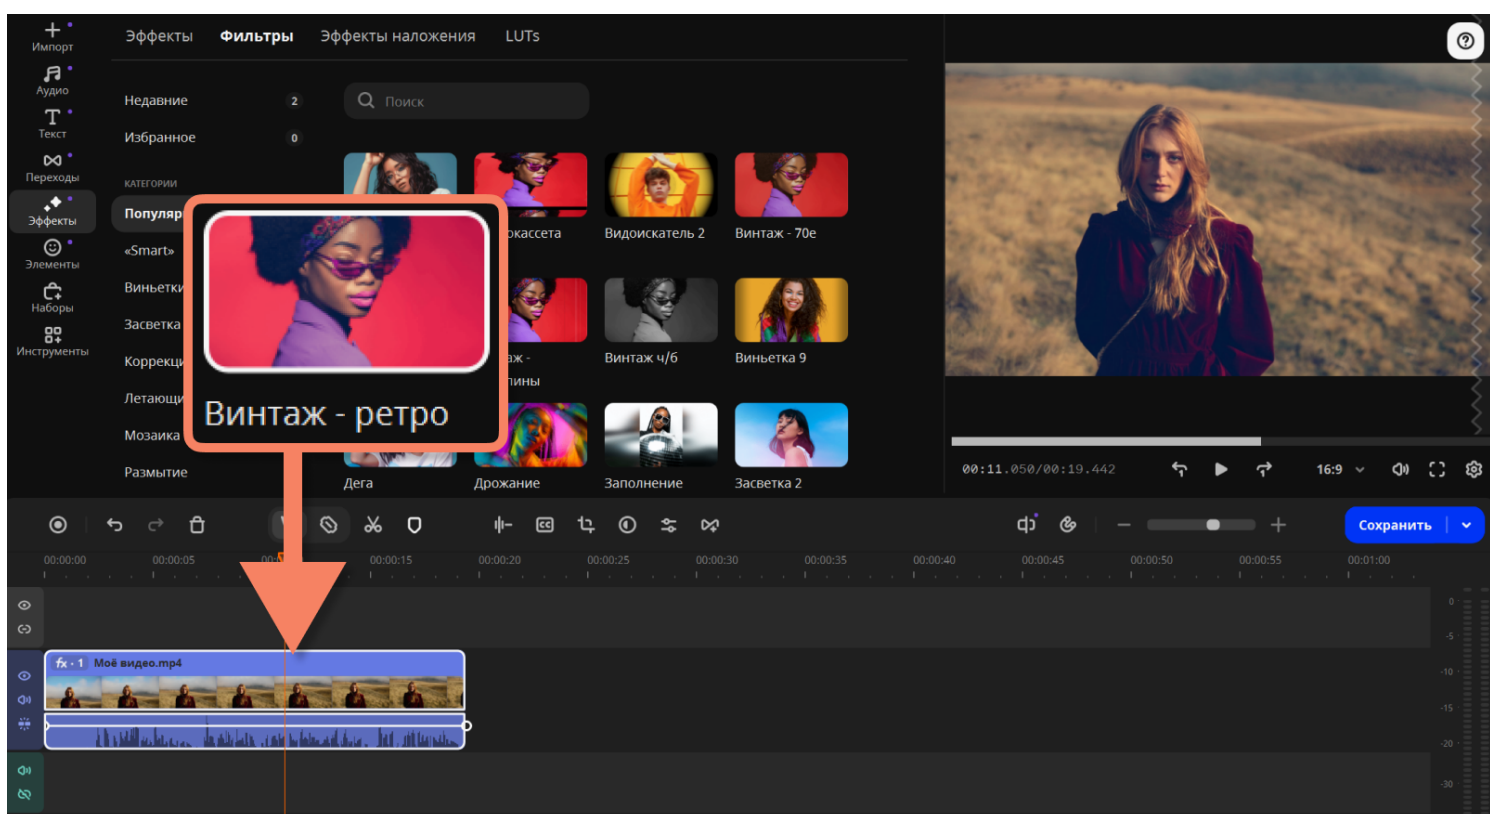 Импорт
Аудио
Текст
Переходы
Эффекты
Элементы
Наборы
Инструменты
Эффекты Фильтры Эффекты наложения LUTs
Недавние 2
Избранное 0
КАТЕГОРИИ
Популяр
«Smart»
Виньетки
Засветка
Коррекци
Летающи
Мозаика
Размытие
Поиск
окассета Видоискатель 2 Винтаж - 70е
аж -
лины
Винтаж ч/б Виньетка 9
Дега Дрожание Заполнение Засветка 2
Винтаж - ретро
00:11.050/00:19.442 16:9
CC
Сохранить
00:00:00 00:00:05 00:00:15 00:00:20 00:00:25 00:00:30 00:00:35 00:00:40 00:00:45 00:00:50 00:00:55 00:01:00
fx · 1 Моё видео.mp4
0
-5
-10
-15
-20
-30